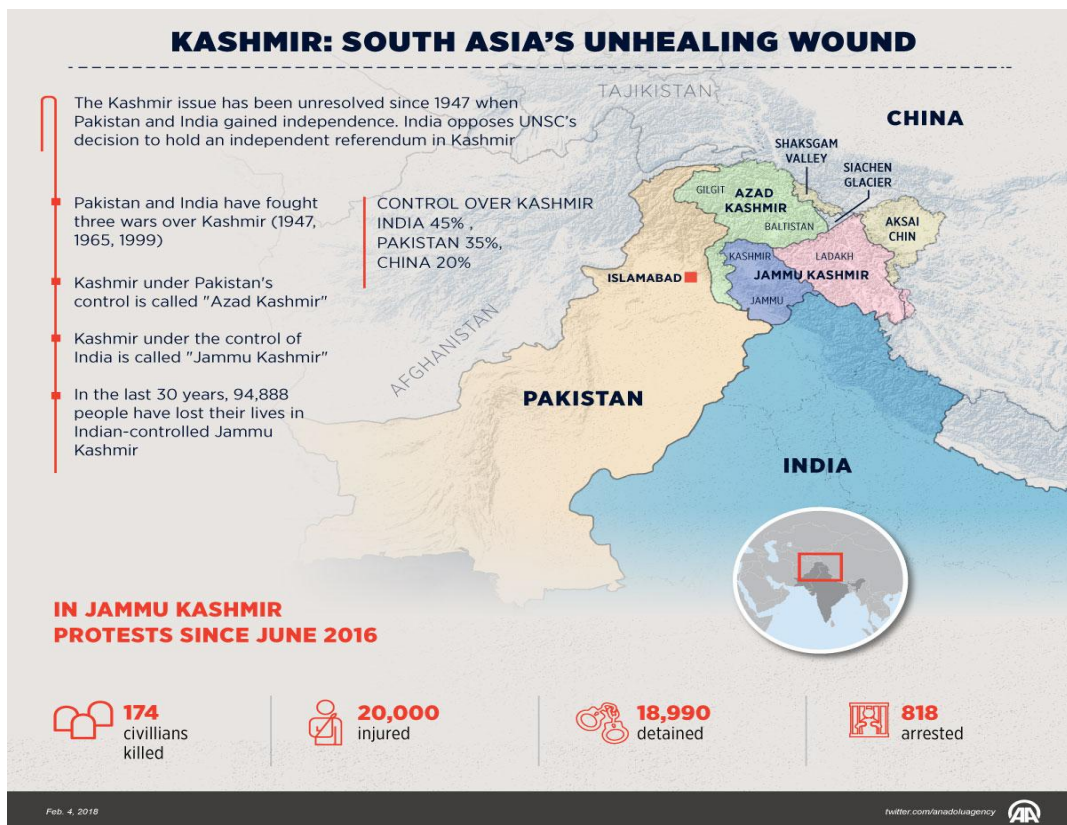 KASHMIR: SOUTH ASIA'S UNHEALING WOUND
The Kashmir issue has been unresolved since 1947 when
Pakistan and India gained independence. India opposes UNSC's
decision to hold an independent referendum in Kashmir
Pakistan and India have fought
three wars over Kashmir (1947,
1965, 1999)
Kashmir under Pakistan's
control is called "Azad Kashmir"
Kashmir under the control of
India is called "Jammu Kashmir"
In the last 30 years, 94,888
people have lost their lives in
Indian-controlled Jammu
Kashmir
CONTROL OVER KASHMIR
INDIA 45% ,
PAKISTAN 35%,
CHINA 20%
TAJIKISTAN
CHINA
SHAKSGAM
VALLEY
SIACHEN
GLACIER
GILGIT
AZAD
KASHMIR
BALTISTAN
AKSAI
CHIN
KASHMIR
LADAKH
JAMMU KASHMIR
JAMMU
ISLAMABAD
AFGHANISTAN
PAKISTAN
INDIA
IN JAMMU KASHMIR
PROTESTS SINCE JUNE 2016
174
civillians
killed
20,000
injured
18,990
detained
818
arrested
Feb. 4, 2018
twitter.com/anadoluagency
AA